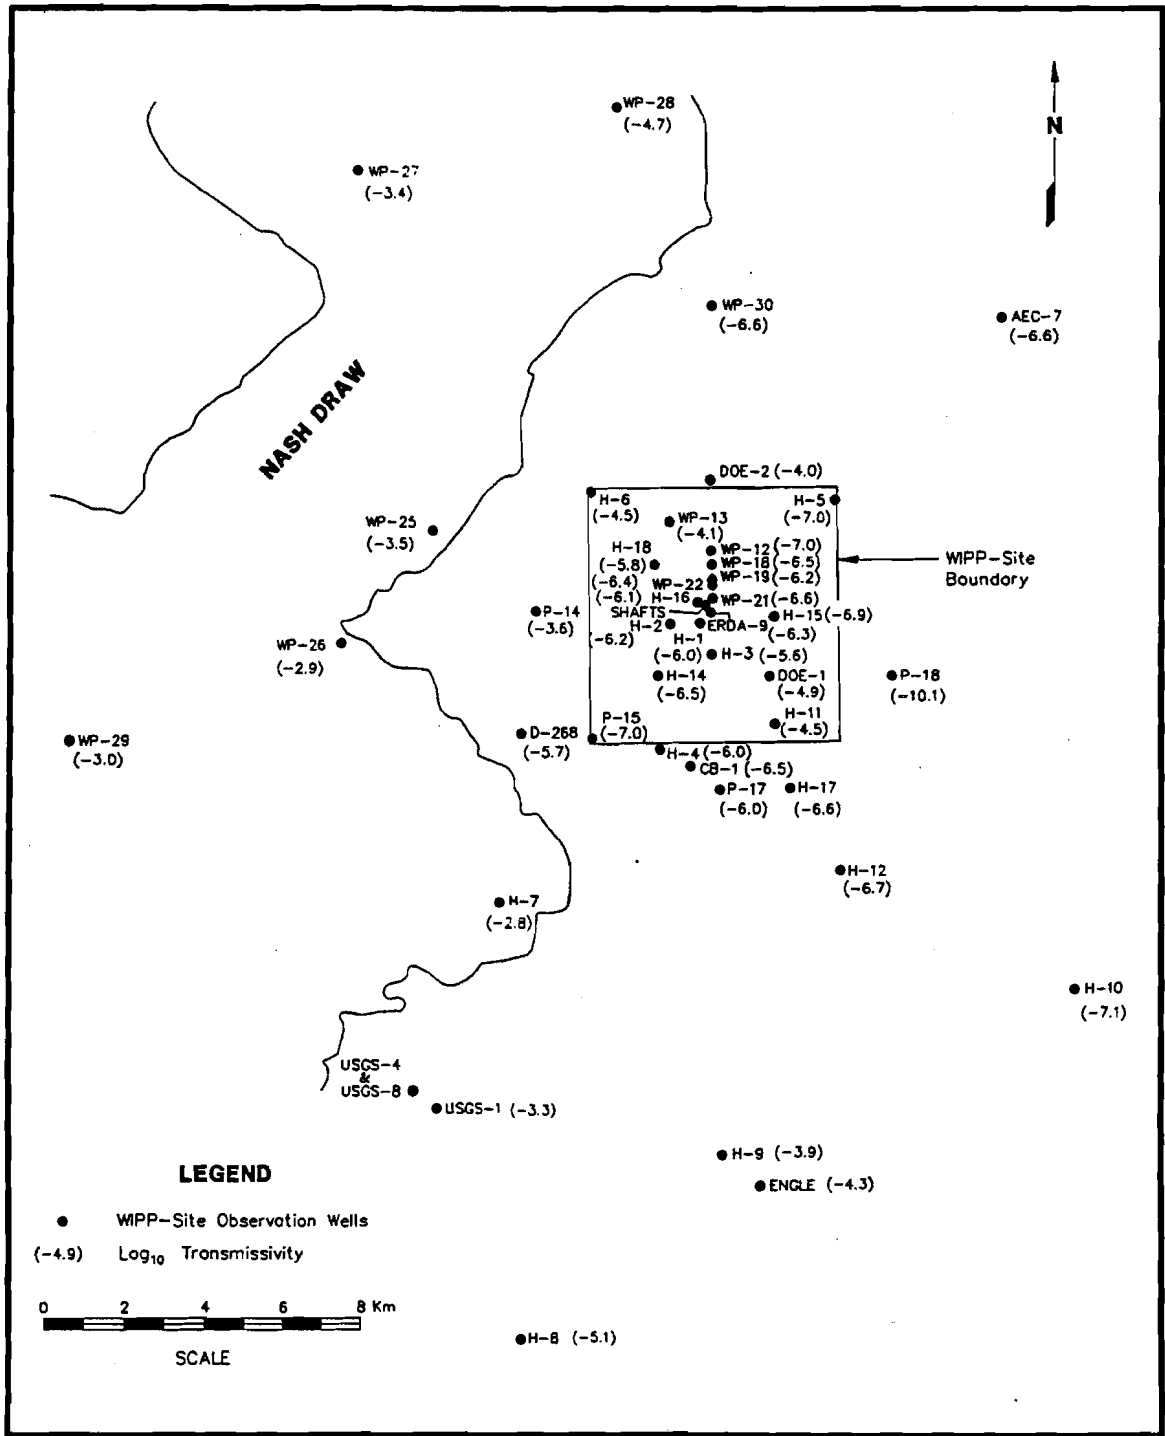 WP-28
(-4.7)
N
WP-27
(-3.4)
WP-30
(-6.6)
AEC-7
(-6.6)
NASH DRAW
DOE-2 (-4.0)
H-6
(-4.5)
H-5
(-7.0)
WP-13
(-4.1)
WP-25
(-3.5)
H-18
(-5.8)
WP-12 (-7.0)
WP-18 (-6.5)
WP-19 (-6.2)
WIPP-Site
Boundory
(-6.4) WP-22
(-6.1) H-16
WP-21 (-6.6)
SHAFTS
P-14
(-3.6)
H-15 (-6.9)
(-6.2) H-2
H-1
(-6.0)
ERDA-9 (-6.3)
WP-26
(-2.9)
H-3 (-5.6)
H-14
(-6.5)
DOE-1
(-4.9)
P-18
(-10.1)
H-11
(-4.5)
P-15
(-7.0)
D-268
(-5.7)
WP-29
(-3.0)
H-4 (-6.0)
CB-1 (-6.5)
P-17
(-6.0)
H-17
(-6.6)
H-12
(-6.7)
H-7
(-2.8)
H-10
(-7.1)
USGS-4
&
USGS-8
USGS-1 (-3.3)
H-9 (-3.9)
ENGLE (-4.3)
LEGEND
WIPP-Site Observation Wells
(-4.9) Log10 Transmissivity
0 2 4 6 8 Km
SCALE
H-8 (-5.1)